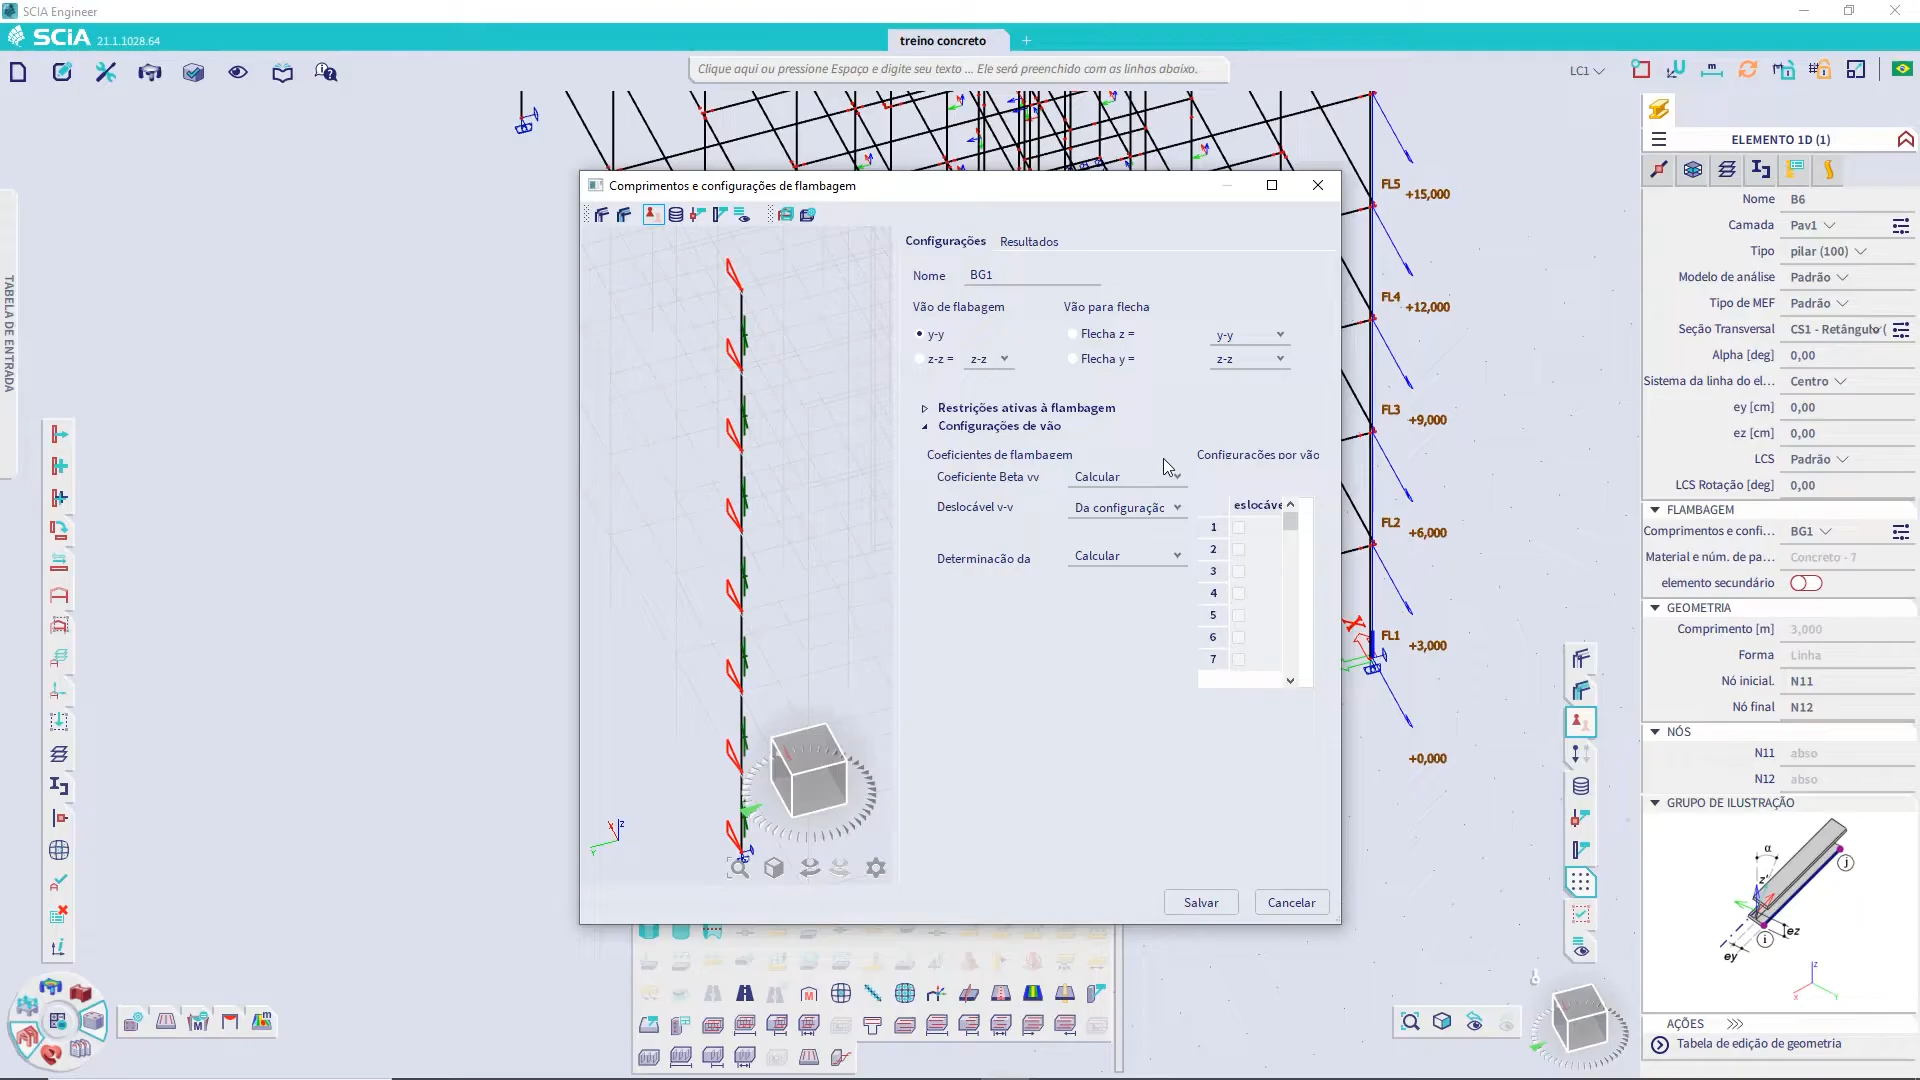 SCIA Engineer
SCiA 21.1.1028.64
treino concreto
Clique aqui ou pressione Espaço e digite seu texto ... Ele será preenchido com as linhas abaixo.
LC1
TABELA DE ENTRADA
FL5 +15,000
FL4 +12,000
FL3 +9,000
FL2 +6,000
FL1 +3,000
+0,000
X
Comprimentos e configurações de flambagem
Configurações
Resultados
Nome BG1
Vão de flabagem
Vão para flecha
y-y
Flecha z = y-y
z-z = z-z
Flecha y = z-z
Restrições ativas à flambagem
Configurações de vão
Coeficientes de flambagem
Configurações por vão
Coeficiente Beta vv Calcular
Deslocável v-v Da configuraçãc
Determinacão da Calcular
eslocáve
1
2
3
4
5
6
7
X
Y
z
Salvar
Cancelar
ELEMENTO 1D (1)
Nome B6
Camada Pav1
Tipo pilar (100)
Modelo de análise Padrão
Tipo de MEF Padrão
Seção Transversal CS1 - Retângulo (
Alpha [deg] 0,00
Sistema da linha do el... Centro
ey [cm] 0,00
ez [cm] 0,00
LCS Padrão
LCS Rotação [deg] 0,00
FLAMBAGEM
Comprimentos e confi... BG1
Material e núm. de pa... Concreto - 7
elemento secundário
GEOMETRIA
Comprimento [m] 3,000
Forma Linha
Nó inicial. N11
Nó final N12
NÓS
N11 abso
N12 abso
GRUPO DE ILUSTRAÇÃO
α
z'
j
i
ez
ey
z
x
y
AÇÕES >>>
Tabela de edição de geometria